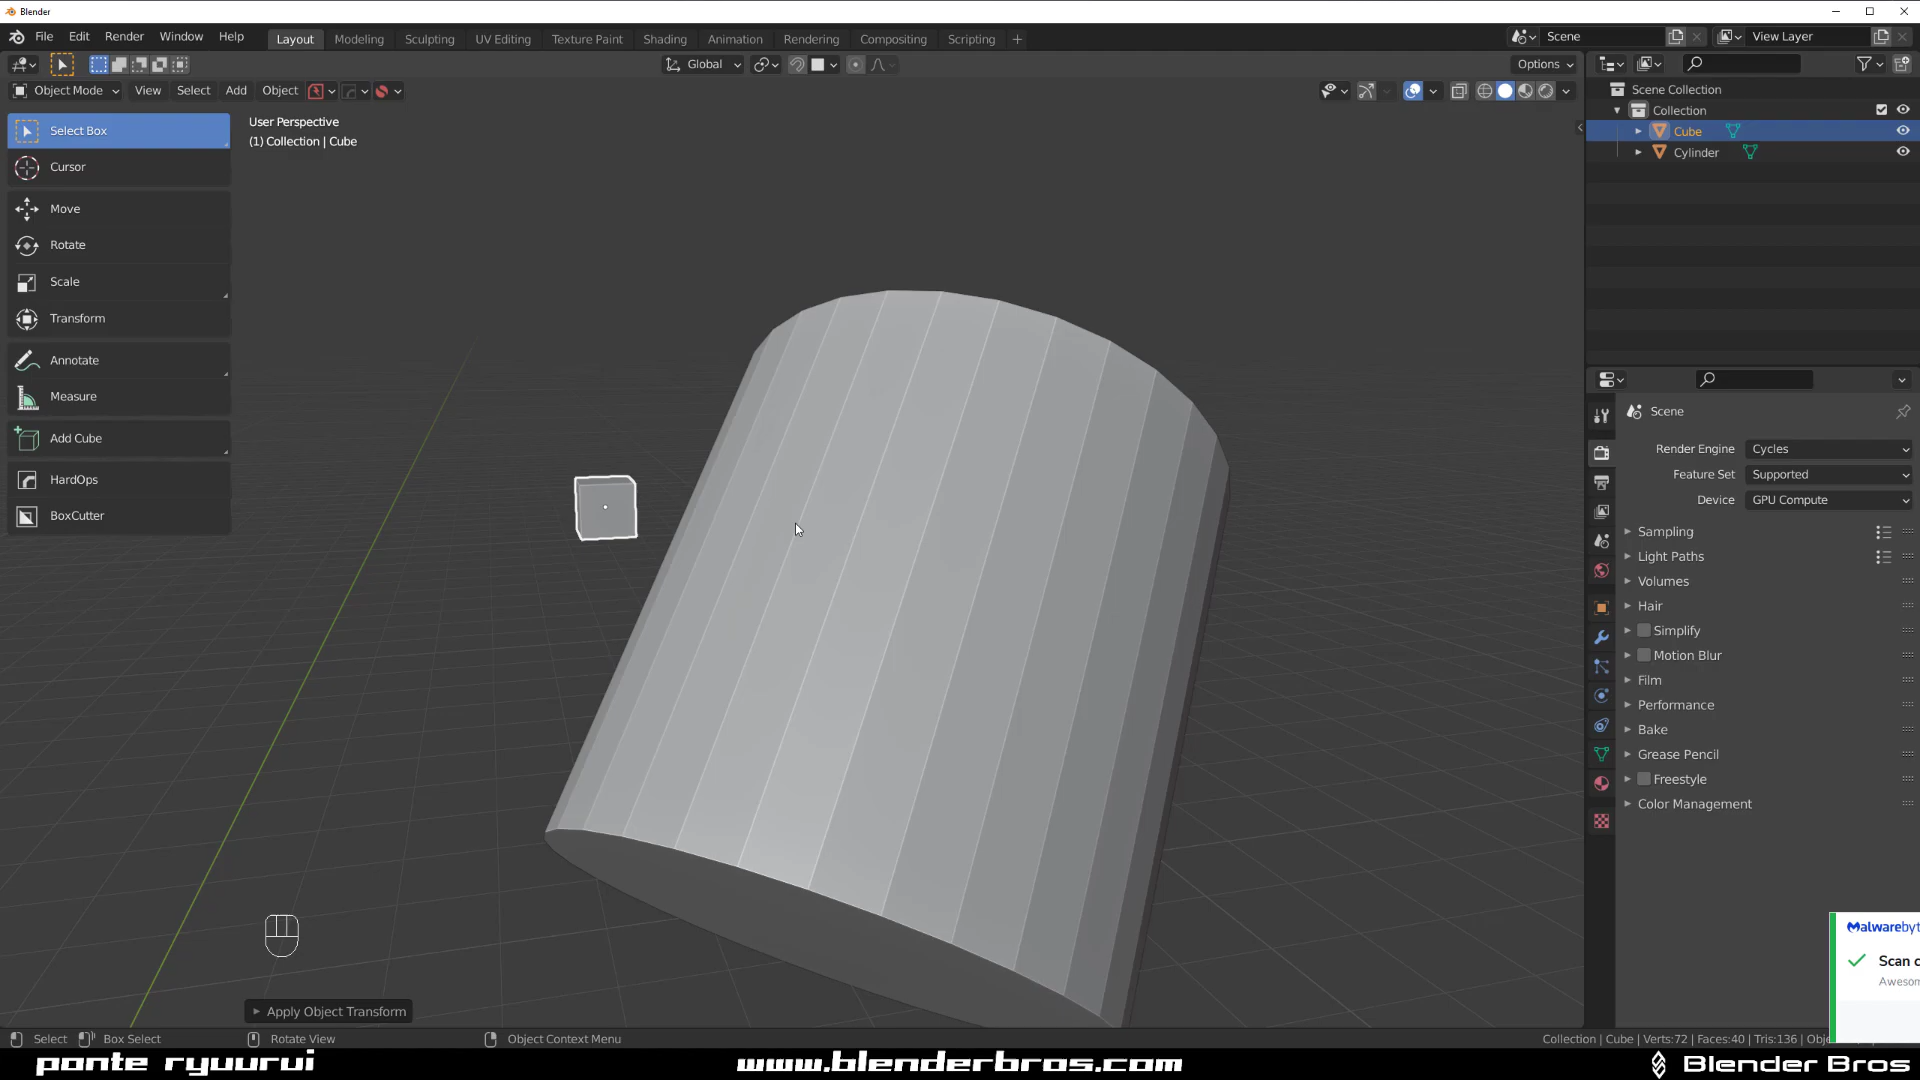 Blender
File Edit Render Window Help
Layout Modeling Sculpting UV Editing Texture Paint Shading Animation Rendering Compositing Scripting +
Scene
View Layer
Global
Options
Object Mode View Select Add Object
User Perspective
(1) Collection | Cube
Select Box
Cursor
Move
Rotate
Scale
Transform
Annotate
Measure
Add Cube
HardOps
BoxCutter
Scene Collection
Collection
Cube
Cylinder
Scene
Render Engine Cycles
Feature Set Supported
Device GPU Compute
Sampling
Light Paths
Volumes
Hair
Simplify
Motion Blur
Film
Performance
Bake
Grease Pencil
Freestyle
Color Management
Malwareby
Scan c
Awesom
Apply Object Transform
Select Box Select Rotate View Object Context Menu
Collection | Cube | Verts:72 | Faces:40 | Tris:136 | Obje
ponte ryuurui
www.blenderbros.com
Blender Bros